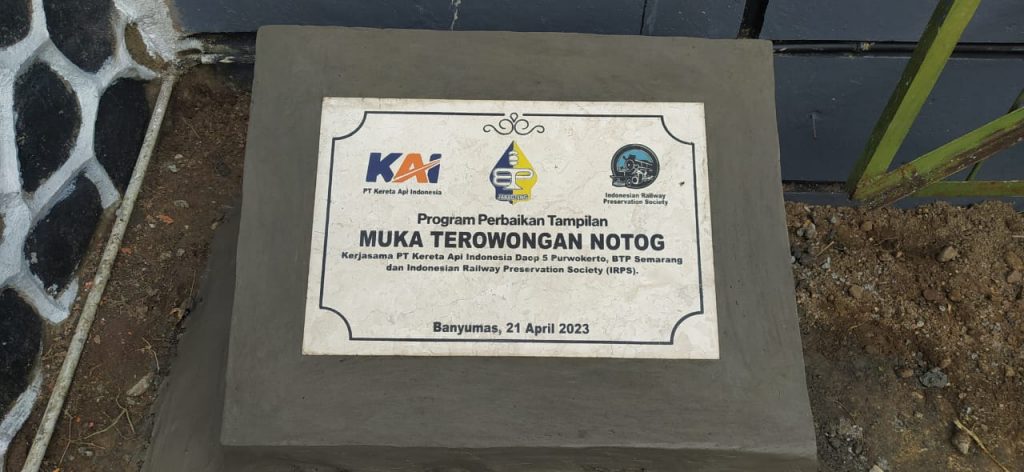 KAI
PT Kereta Api Indonesia
Indonesian Railway
Preservation Society
Program Perbaikan Tampilan
MUKA TEROWONGAN NOTOG
Kerjasama PT Kereta Api Indonesia Daop 5 Purwokerto, BTP Semarang
dan Indonesian Railway Preservation Society (IRPS).
Banyumas, 21 April 2023